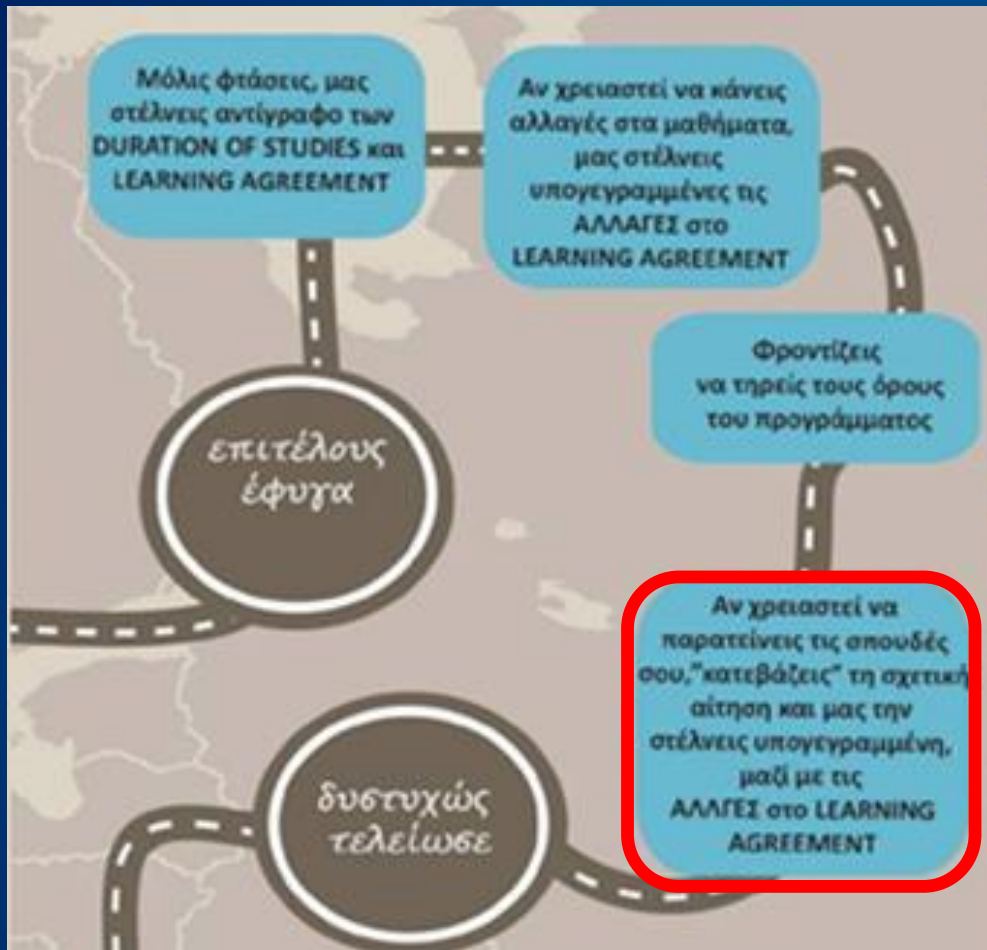 Μόλις φτάσεις, μας
στέλνεις αντίγραφο των
DURATION OF STUDIES και
LEARNING AGREEMENT
Αν χρειαστεί να κάνεις
αλλαγές στα μαθήματα,
μας στέλνεις
υπογεγραμμένες τις
ΑΛΛΑΓΕΣ στο
LEARNING AGREEMENT
Φροντίζεις
να τηρείς τους όρους
του προγράμματος
επιτέλους
έφυγα
Αν χρειαστεί να
παρατείνεις τις σπουδές
σου,"κατεβάζεις" τη σχετική
αίτηση και μας την
στέλνεις υπογεγραμμένη,
μαζί με τις
ΑΛΛΓΕΣ στο LEARNING
AGREEMENT
δυστυχώς
τελείωσε